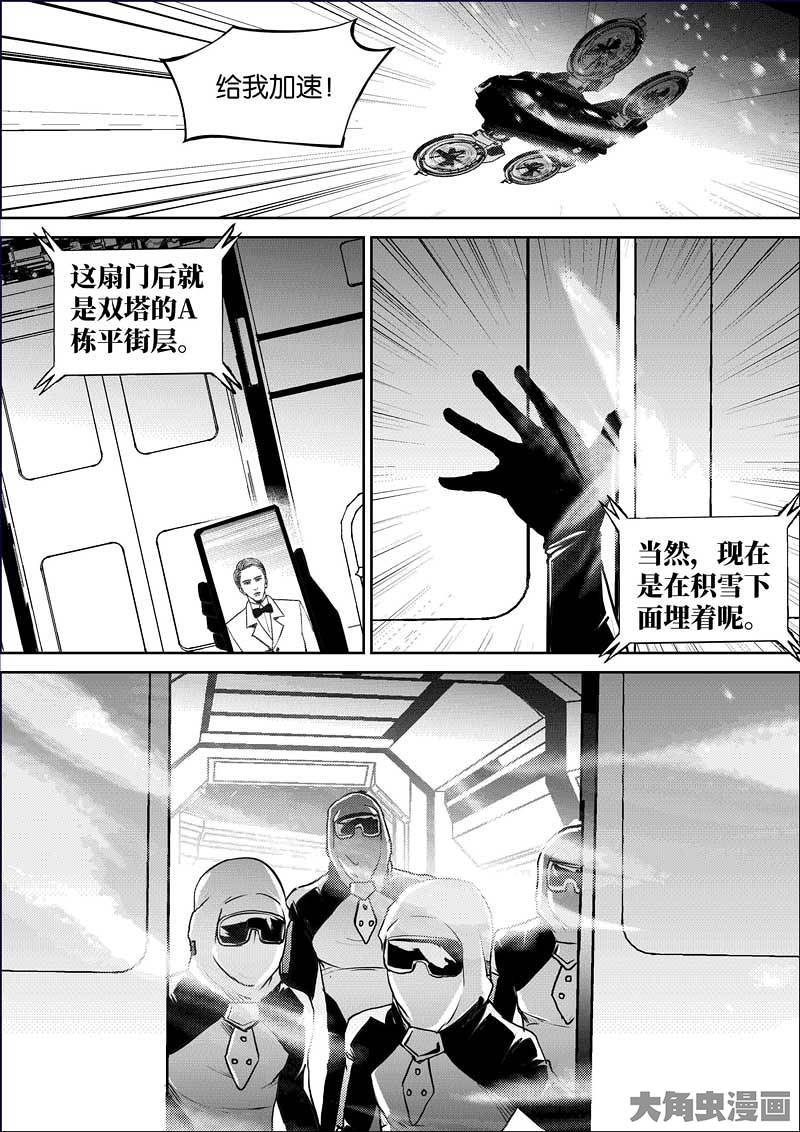 给我加速！
这扇门后就
是双塔的A
栋平街层。
当然，现在
是在积雪下
面埋着呢。
大角虫漫画